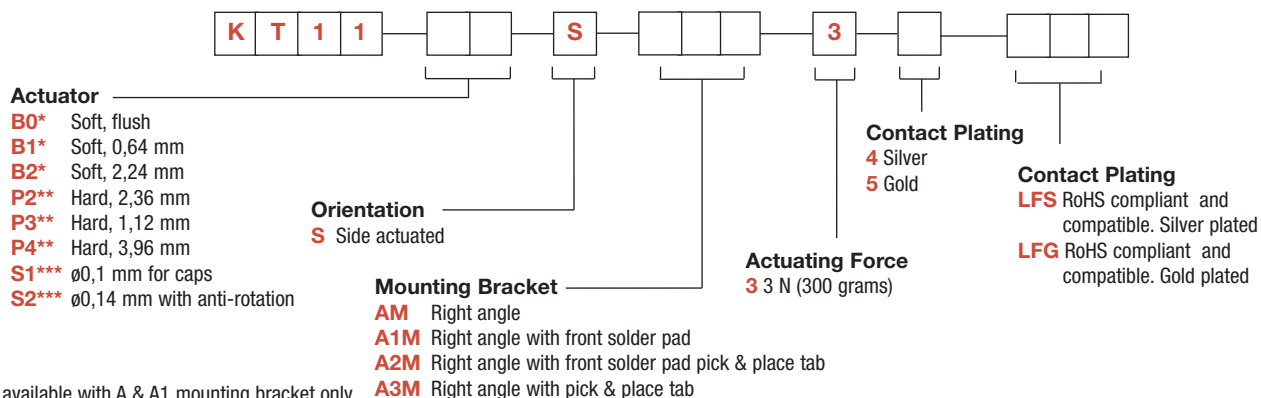 K T 1 1 S 3
Actuator
B0* Soft, flush
B1* Soft, 0,64 mm
B2* Soft, 2,24 mm
P2** Hard, 2,36 mm
P3** Hard, 1,12 mm
P4** Hard, 3,96 mm
S1*** ø0,1 mm for caps
S2*** ø0,14 mm with anti-rotation
Orientation
S Side actuated
Mounting Bracket
AM Right angle
A1M Right angle with front solder pad
A2M Right angle with front solder pad pick & place tab
A3M Right angle with pick & place tab
Actuating Force
3 3 N (300 grams)
Contact Plating
4 Silver
5 Gold
Contact Plating
LFS RoHS compliant and
compatible. Silver plated
LFG RoHS compliant and
compatible. Gold plated
available with A & A1 mounting bracket only